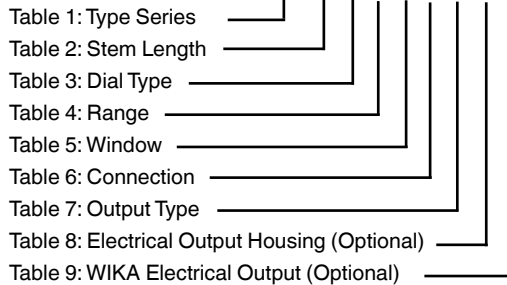 Table 1: Type Series
Table 2: Stem Length
Table 3: Dial Type
Table 4: Range
Table 5: Window
Table 6: Connection
Table 7: Output Type
Table 8: Electrical Output Housing (Optional)
Table 9: WIKA Electrical Output (Optional)